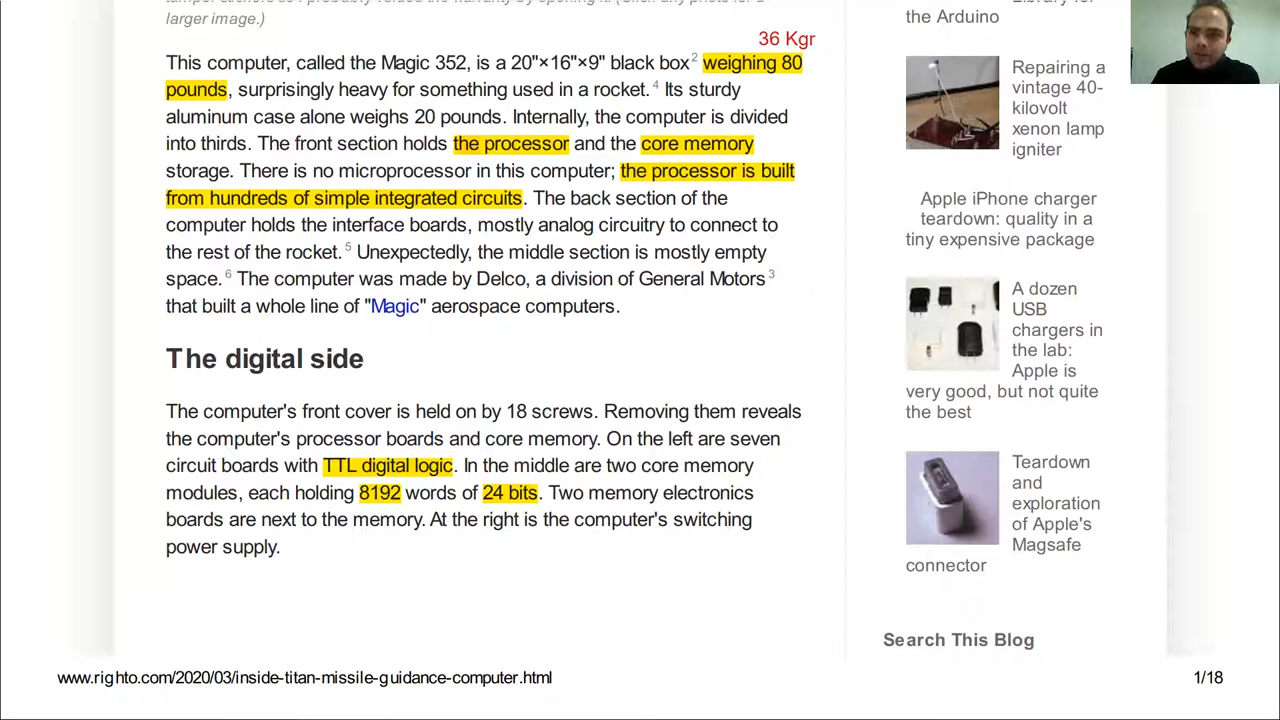 larger image.)
36 Kgr
This computer, called the Magic 352, is a 20"×16"×9" black box2 weighing 80
pounds, surprisingly heavy for something used in a rocket.4 Its sturdy
aluminum case alone weighs 20 pounds. Internally, the computer is divided
into thirds. The front section holds the processor and the core memory
storage. There is no microprocessor in this computer; the processor is built
from hundreds of simple integrated circuits. The back section of the
computer holds the interface boards, mostly analog circuitry to connect to
the rest of the rocket.5 Unexpectedly, the middle section is mostly empty
space.6 The computer was made by Delco, a division of General Motors3
that built a whole line of "Magic" aerospace computers.
The digital side
The computer's front cover is held on by 18 screws. Removing them reveals
the computer's processor boards and core memory. On the left are seven
circuit boards with TTL digital logic. In the middle are two core memory
modules, each holding 8192 words of 24 bits. Two memory electronics
boards are next to the memory. At the right is the computer's switching
power supply.
the Arduino
Repairing a
vintage 40-
kilovolt
xenon lamp
igniter
Apple iPhone charger
teardown: quality in a
tiny expensive package
A dozen
USB
chargers in
the lab:
Apple is
very good, but not quite
the best
Teardown
and
exploration
of Apple's
Magsafe
connector
Search This Blog
www.righto.com/2020/03/inside-titan-missile-guidance-computer.html
1/18